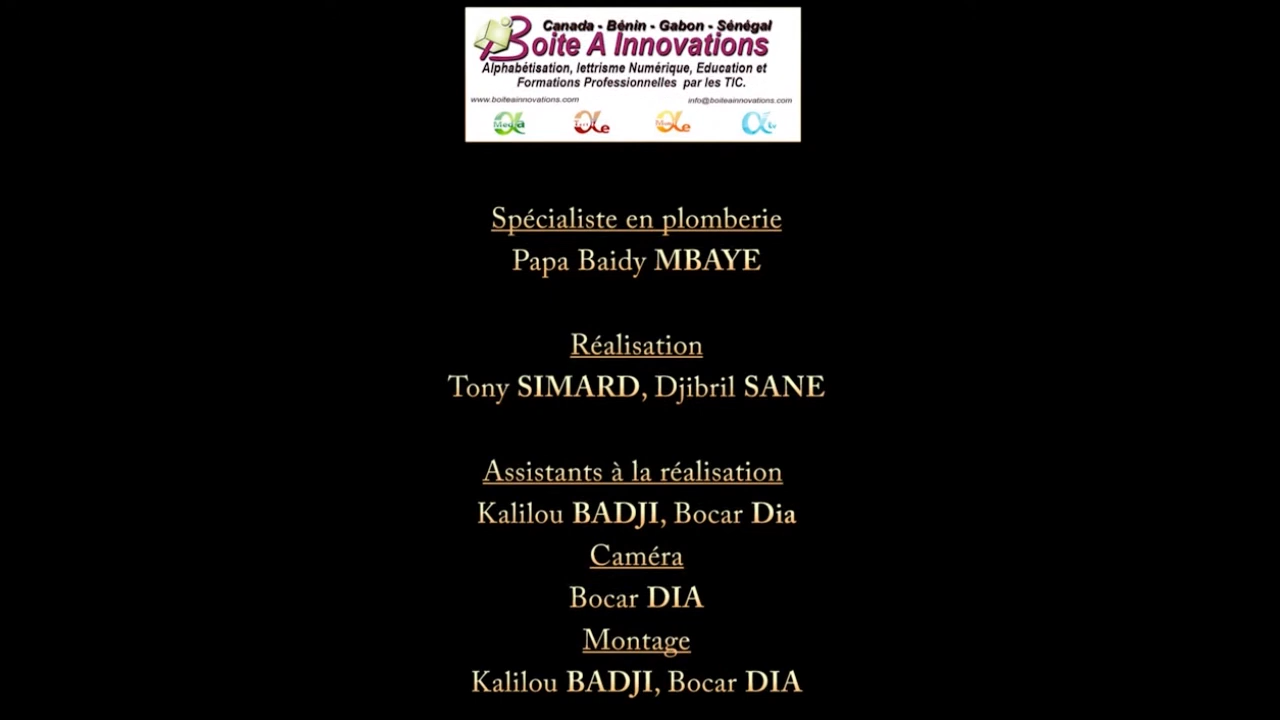 Canada - Bénin - Gabon - Sénégal
Boite A Innovations
Alphabétisation, lettrisme Numérique, Education et
Formations Professionnelles par les TIC.
www.boiteainnovations.com info@boiteainnovations.com
Spécialiste en plomberie
Papa Baidy MBAYE
Réalisation
Tony SIMARD, Djibril SANE
Assistants à la réalisation
Kalilou BADJI, Bocar Dia
Caméra
Bocar DIA
Montage
Kalilou BADJI, Bocar DIA